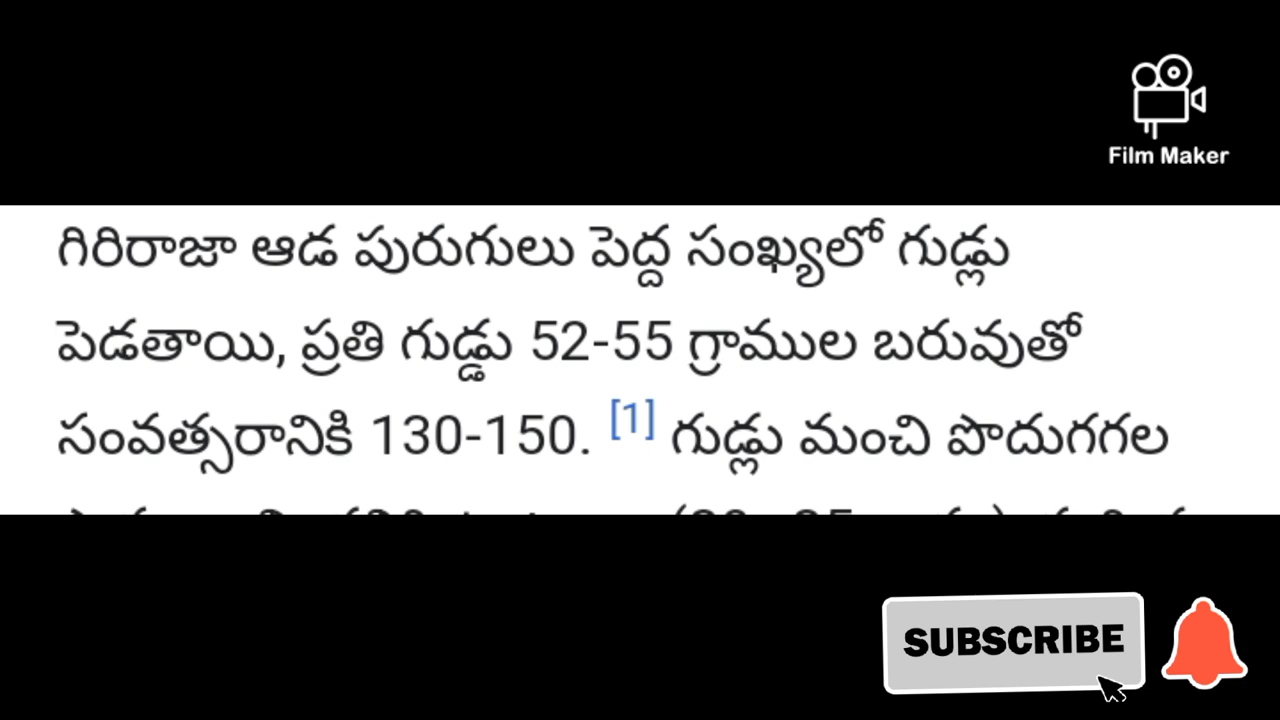 Film Maker
గిరిరాజా ఆడ పురుగులు పెద్ద సంఖ్యలో గుడ్లు
పెడతాయి, ప్రతి గుడ్డు 52-55 గ్రాముల బరువుతో
సంవత్సరానికి 130-150. [1] గుడ్లు మంచి పొదుగగల
SUBSCRIBE